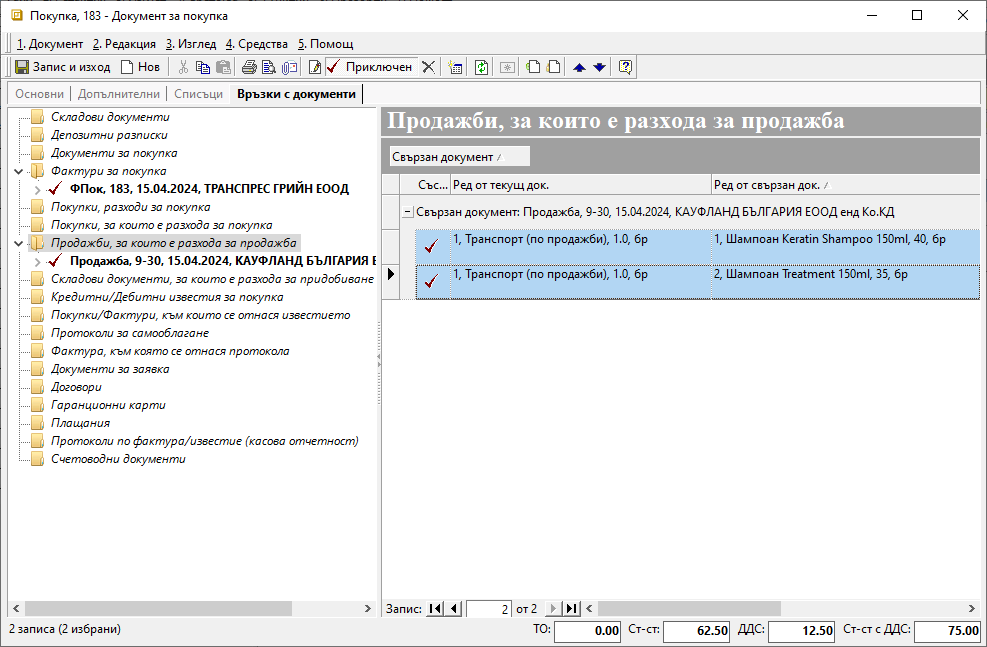 Покупка, 183 - Документ за покупка
1. Документ 2. Редакция 3. Изглед 4. Средства 5. Помощ
Запис и изход Нов Приключен
Основни Допълнителни Списъци Връзки с документи
Складови документи
Депозитни разписки
Документи за покупка
Фактури за покупка
ФПок, 183, 15.04.2024, ТРАНСПРЕС ГРИЙН ЕООД
Покупки, разходи за покупка
Покупки, за които е разхода за покупка
Продажби, за които е разхода за продажба
Продажба, 9-30, 15.04.2024, КАУФЛАНД БЪЛГАРИЯ Е
Складови документи, за които е разхода за придобиване
Кредитни/Дебитни известия за покупка
Покупки/Фактури, към които се отнася известието
Протоколи за самооблагане
Фактура, към която се отнася протокола
Документи за заявка
Договори
Гаранционни карти
Плащания
Протоколи по фактура/известие (касова отчетност)
Счетоводни документи
Продажби, за които е разхода за продажба
Свързан документ
Със... Ред от текущ док. Ред от свързан док.
Свързан документ: Продажба, 9-30, 15.04.2024, КАУФЛАНД БЪЛГАРИЯ ЕООД енд Ко.КД
1, Транспорт (по продажби), 1.0, бр 1, Шампоан Keratin Shampoo 150ml, 40, бр
1, Транспорт (по продажби), 1.0, бр 2, Шампоан Treatment 150ml, 35, бр
Запис: 2 от 2
2 записа (2 избрани) ТО: 0.00 Ст-ст: 62.50 ДДС: 12.50 Ст-ст с ДДС: 75.00